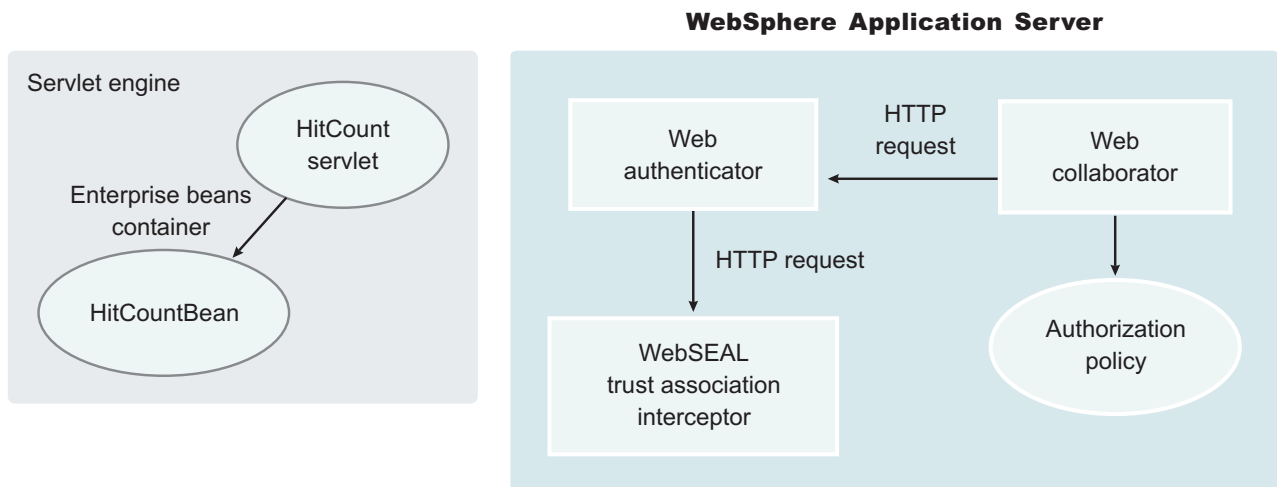 WebSphere Application Server
Servlet engine
HitCount
servlet
Enterprise beans
container
HitCountBean
Web
authenticator
HTTP
request
Web
collaborator
HTTP request
WebSEAL
trust association
interceptor
Authorization
policy